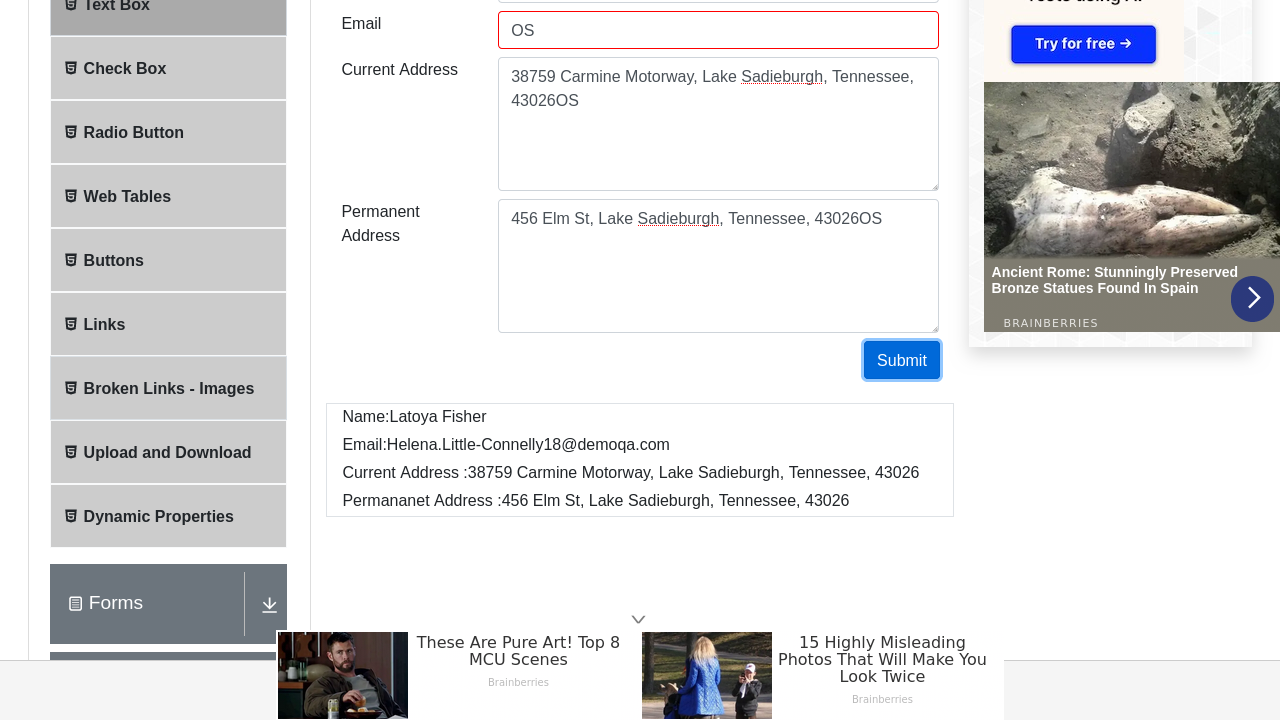 Text Box
Check Box
Radio Button
Web Tables
Buttons
Links
Broken Links - Images
Upload and Download
Dynamic Properties
Forms
Email
OS
Current Address
38759 Carmine Motorway, Lake Sadieburgh, Tennessee,
43026OS
Permanent
Address
456 Elm St, Lake Sadieburgh, Tennessee, 43026OS
Submit
Name:Latoya Fisher
Email:Helena.Little-Connelly18@demoqa.com
Current Address :38759 Carmine Motorway, Lake Sadieburgh, Tennessee, 43026
Permananet Address :456 Elm St, Lake Sadieburgh, Tennessee, 43026
Try for free →
Ancient Rome: Stunningly Preserved
Bronze Statues Found In Spain
BRAINBERRIES
These Are Pure Art! Top 8
MCU Scenes
Brainberries
15 Highly Misleading
Photos That Will Make You
Look Twice
Brainberries